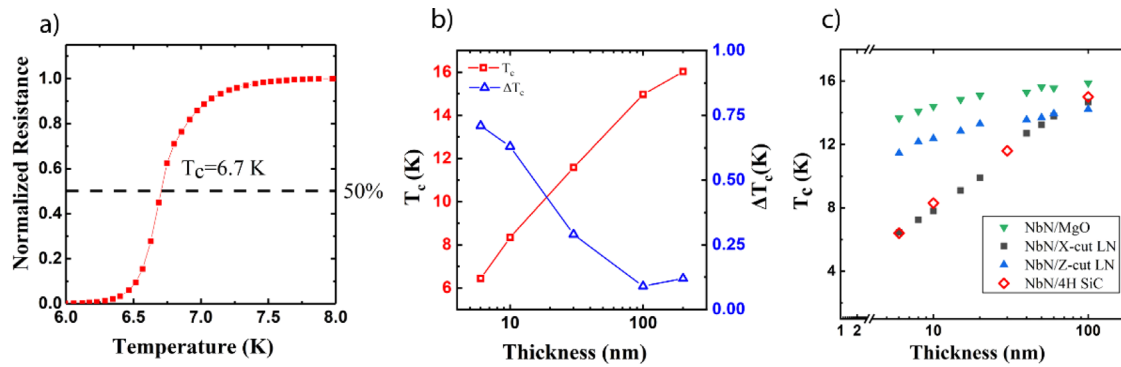 a)
Normalized Resistance
1.0
0.8
0.6
0.4
0.2
0.0
Tc=6.7 K
50%
6.0 6.5 7.0 7.5 8.0
Temperature (K)
b)
Tc (K)
16
14
12
10
8
6
Tc
ΔTc
1.00
0.75
0.50
0.25
0.00
ΔTc(K)
10 100
Thickness (nm)
c)
Tc (K)
16
12
8
4
NbN/MgO
NbN/X-cut LN
NbN/Z-cut LN
NbN/4H SiC
1 2 10 100
Thickness (nm)